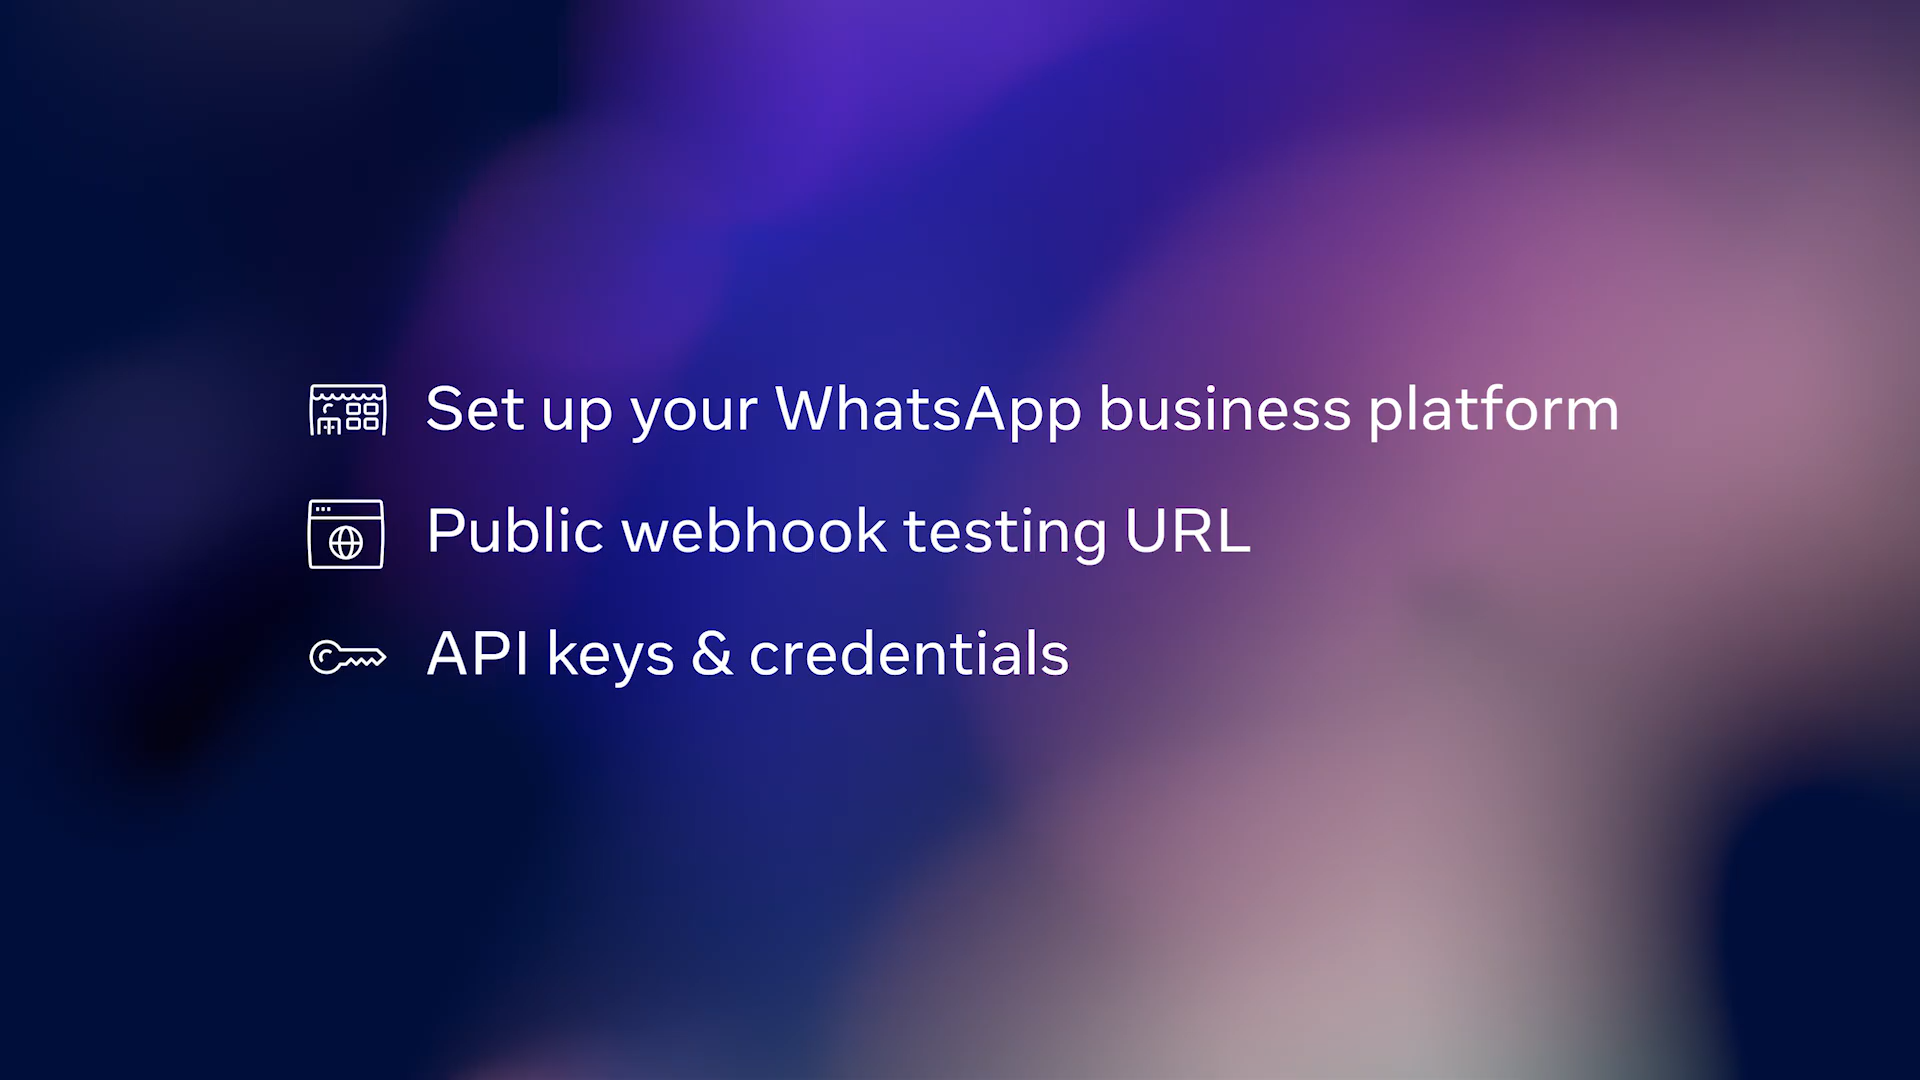 Set up your WhatsApp business platform
Public webhook testing URL
API keys & credentials